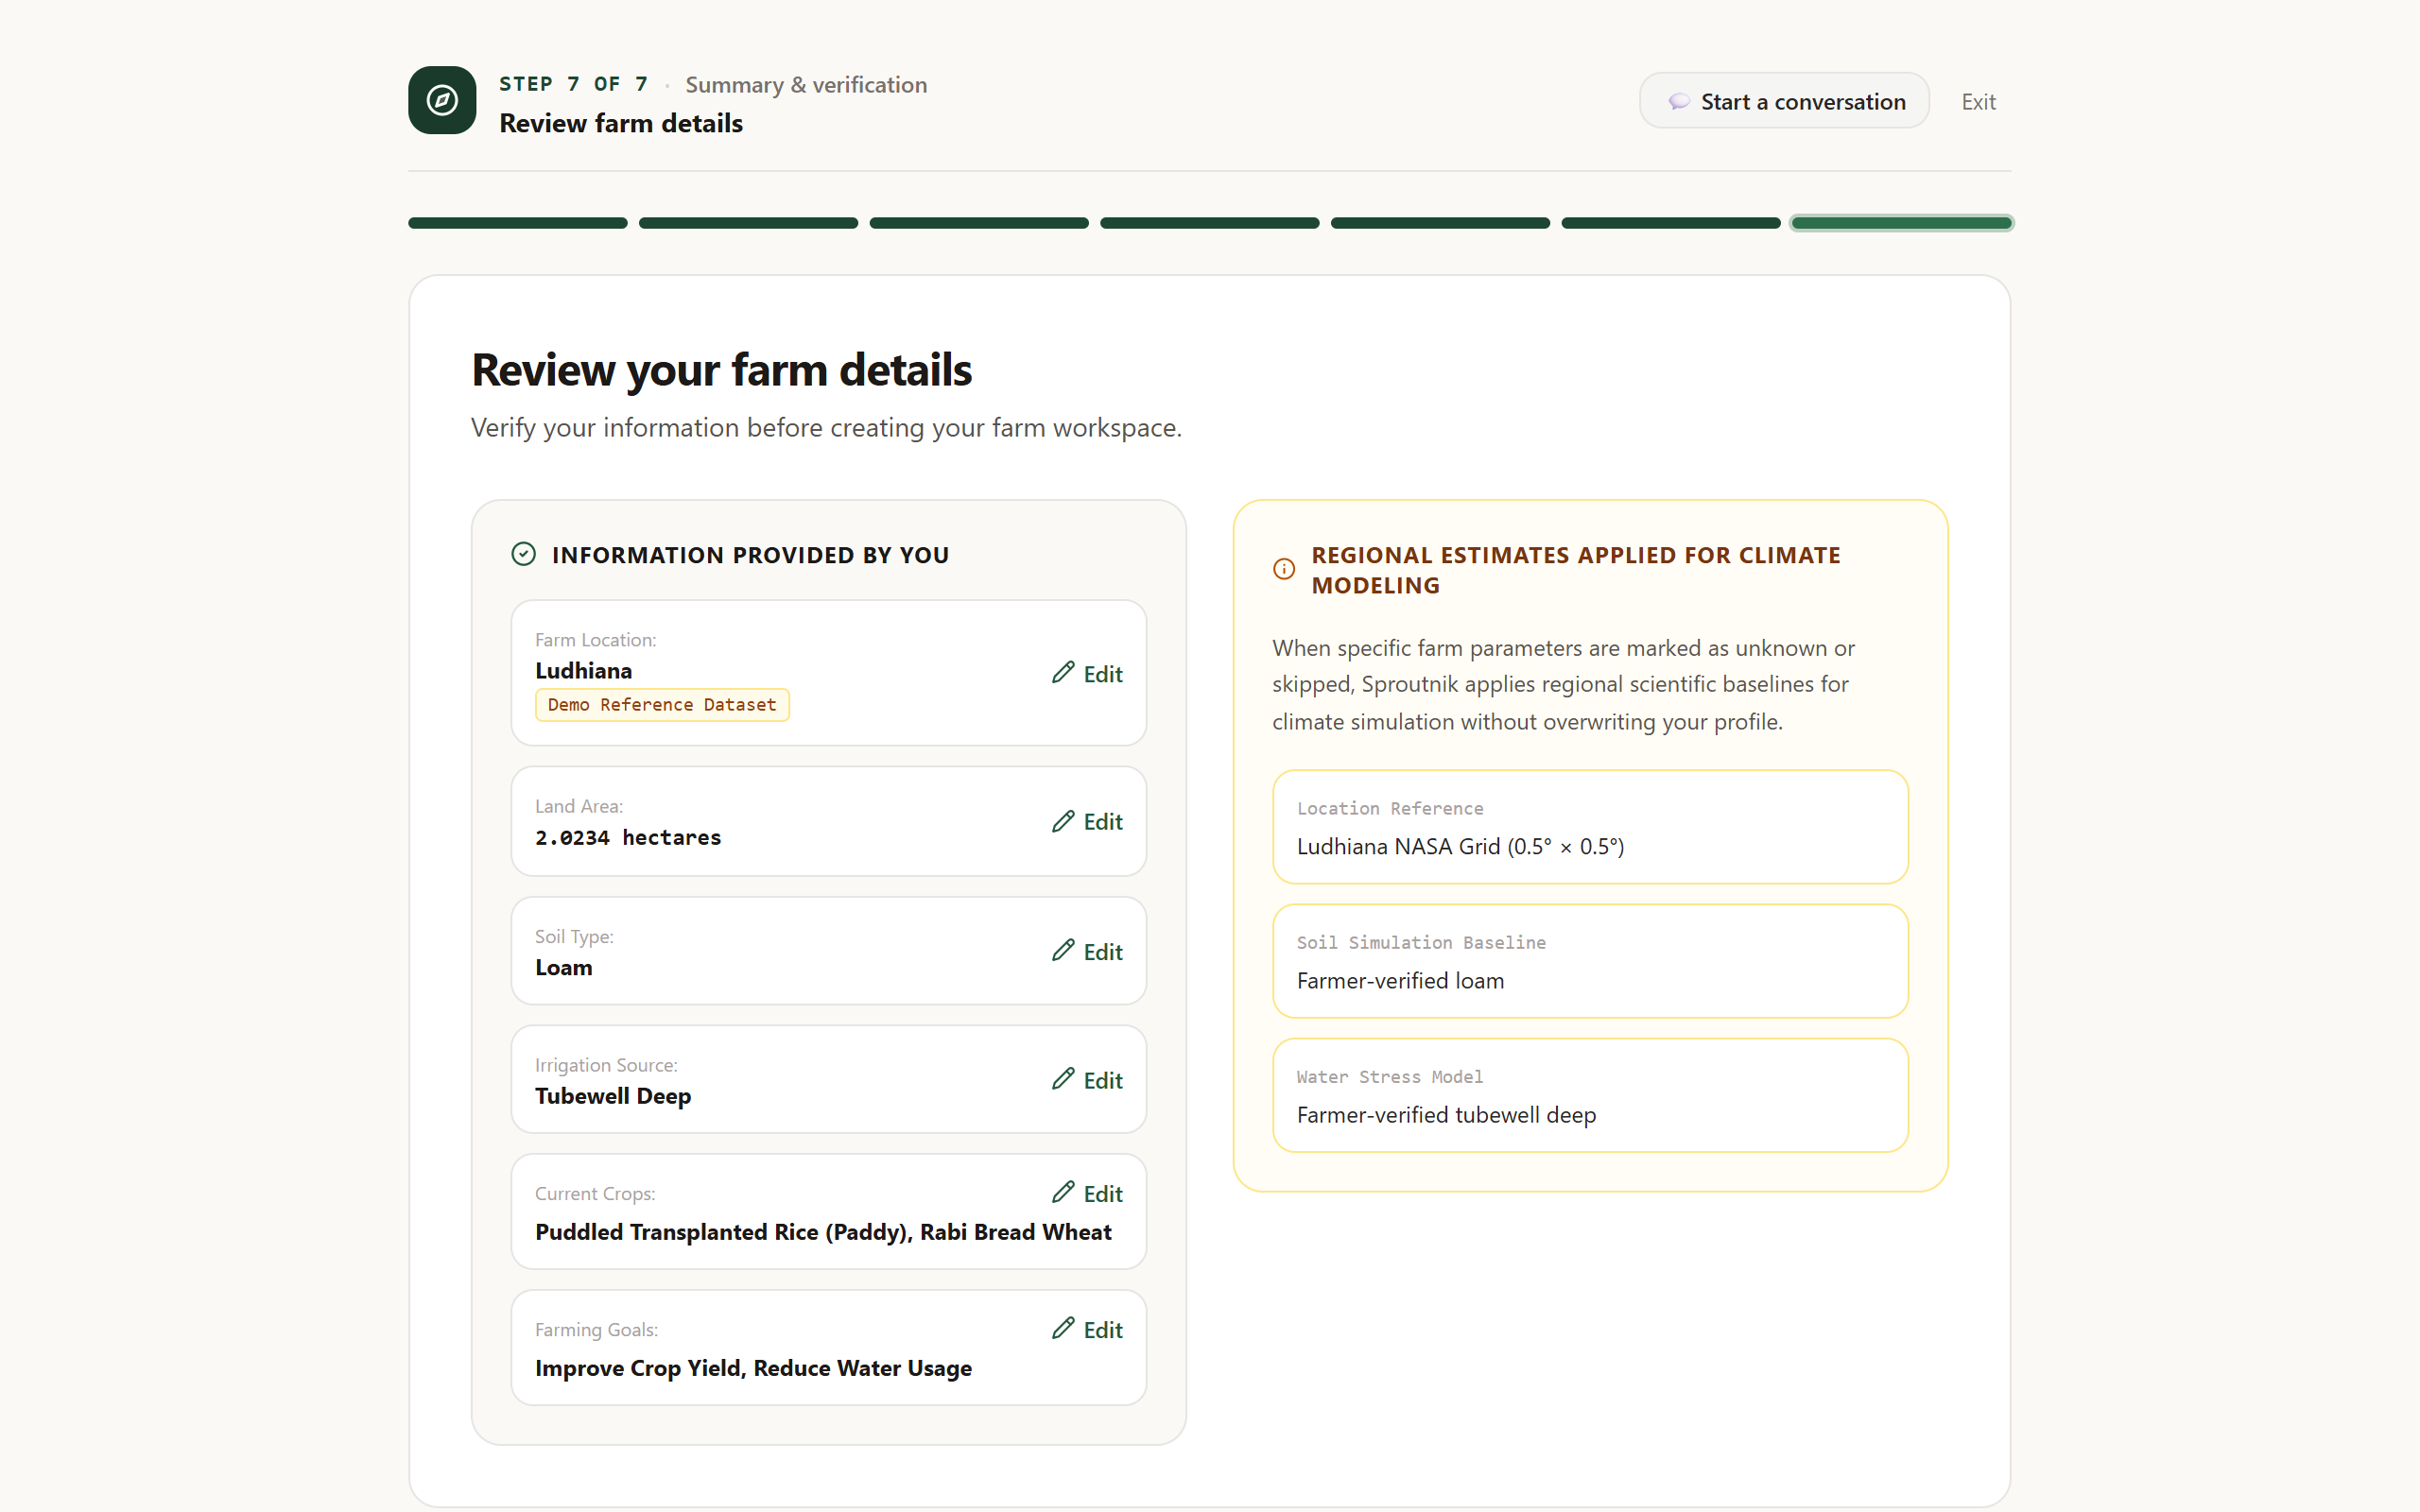 STEP 7 OF 7 · Summary & verification
Review farm details
Start a conversation
Exit
Review your farm details
Verify your information before creating your farm workspace.
INFORMATION PROVIDED BY YOU
Farm Location:
Ludhiana
Demo Reference Dataset
Edit
Land Area:
2.0234 hectares
Edit
Soil Type:
Loam
Edit
Irrigation Source:
Tubewell Deep
Edit
Current Crops:
Edit
Puddled Transplanted Rice (Paddy), Rabi Bread Wheat
Farming Goals:
Edit
Improve Crop Yield, Reduce Water Usage
REGIONAL ESTIMATES APPLIED FOR CLIMATE
MODELING
When specific farm parameters are marked as unknown or
skipped, Sproutnik applies regional scientific baselines for
climate simulation without overwriting your profile.
Location Reference
Ludhiana NASA Grid (0.5° × 0.5°)
Soil Simulation Baseline
Farmer-verified loam
Water Stress Model
Farmer-verified tubewell deep